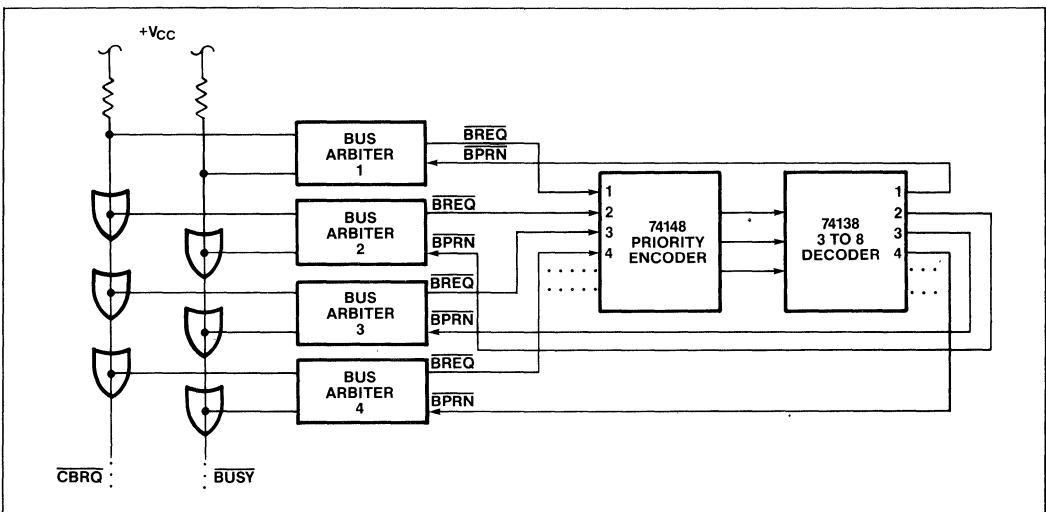 +VCC
BUS
ARBITER
1
BREQ
BPRN
BUS
ARBITER
2
BREQ
BPRN
BUS
ARBITER
3
BREQ
BPRN
BUS
ARBITER
4
BREQ
BPRN
1
2
3
4
74148
PRIORITY
ENCODER
74138
3 TO 8
DECODER
1
2
3
4
CBRQ
BUSY